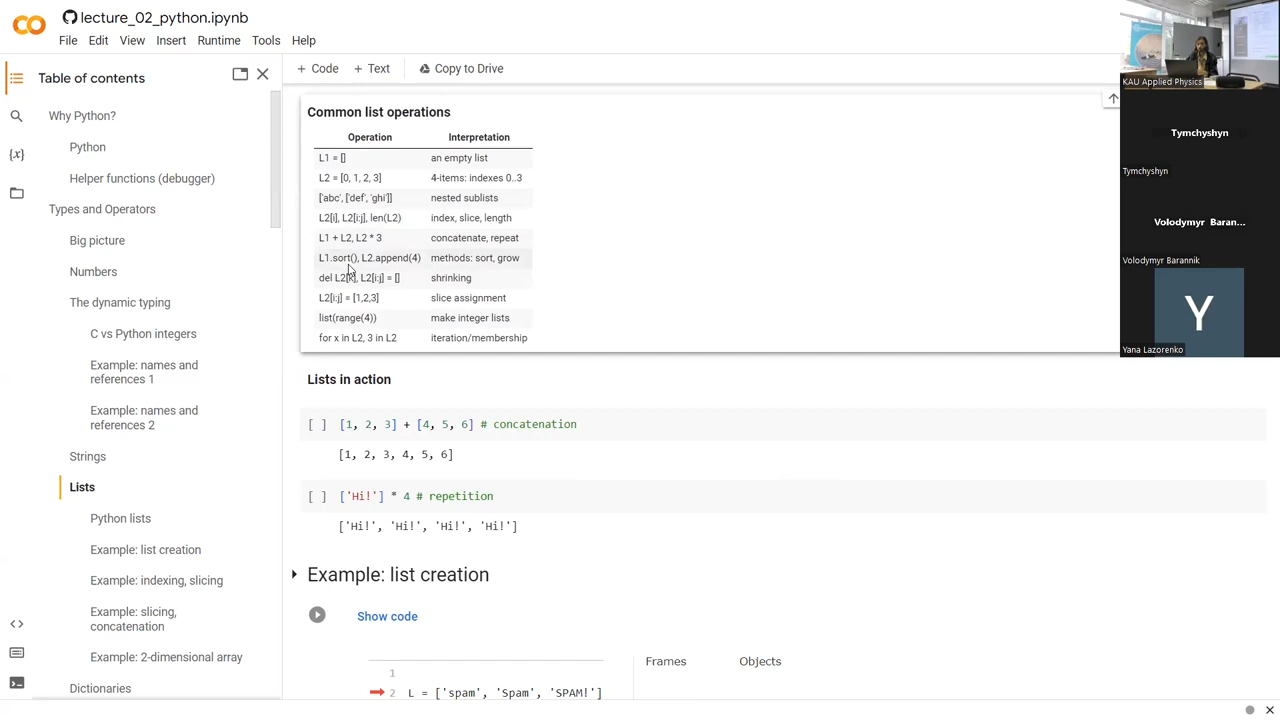 lecture_02_python.ipynb
File Edit View Insert Runtime Tools Help
Table of contents
Why Python?
Python
Helper functions (debugger)
Types and Operators
Big picture
Numbers
The dynamic typing
C vs Python integers
Example: names and
references 1
Example: names and
references 2
Strings
Lists
Python lists
Example: list creation
Example: indexing, slicing
Example: slicing,
concatenation
Example: 2-dimensional array
Dictionaries
+ Code + Text Copy to Drive
Common list operations
Operation Interpretation
L1 = [] an empty list
L2 = [0, 1, 2, 3] 4-items: indexes 0..3
['abc', ['def', 'ghi']] nested sublists
L2[i], L2[i:j], len(L2) index, slice, length
L1 + L2, L2 * 3 concatenate, repeat
L1.sort(), L2.append(4) methods: sort, grow
del L2[k], L2[i:j] = [] shrinking
L2[i:j] = [1,2,3] slice assignment
list(range(4)) make integer lists
for x in L2, 3 in L2 iteration/membership
Lists in action
[ ] [1, 2, 3] + [4, 5, 6] # concatenation
[1, 2, 3, 4, 5, 6]
[ ] ['Hi!'] * 4 # repetition
['Hi!', 'Hi!', 'Hi!', 'Hi!']
Example: list creation
Show code
1
2 L = ['spam', 'Spam', 'SPAM!']
Frames Objects
KAU Applied Physics
Tymchyshyn
Tymchyshyn
Volodymyr Baran...
Volodymyr Barannik
Y
Yana Lazorenko